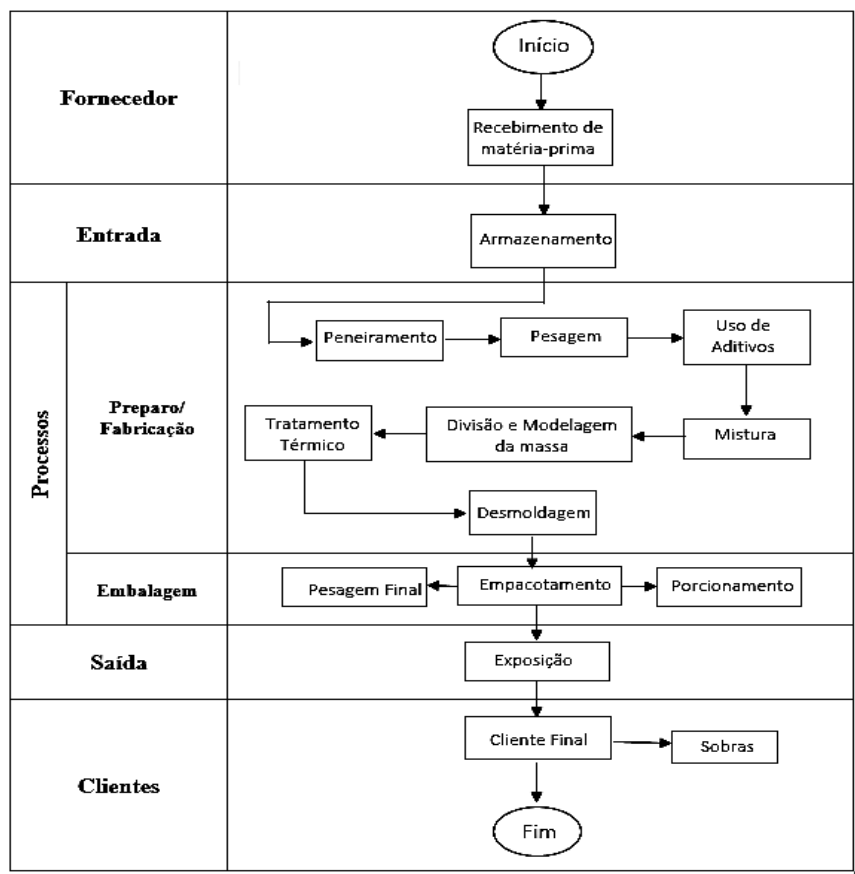 Início
Fornecedor
Recebimento de
matéria-prima
Entrada
Armazenamento
Processos
Preparo/
Fabricação
Peneiramento
Pesagem
Uso de
Aditivos
Tratamento
Térmico
Divisão e Modelagem
da massa
Mistura
Desmoldagem
Embalagem
Pesagem Final
Empacotamento
Porcionamento
Saída
Exposição
Clientes
Cliente Final
Sobras
Fim